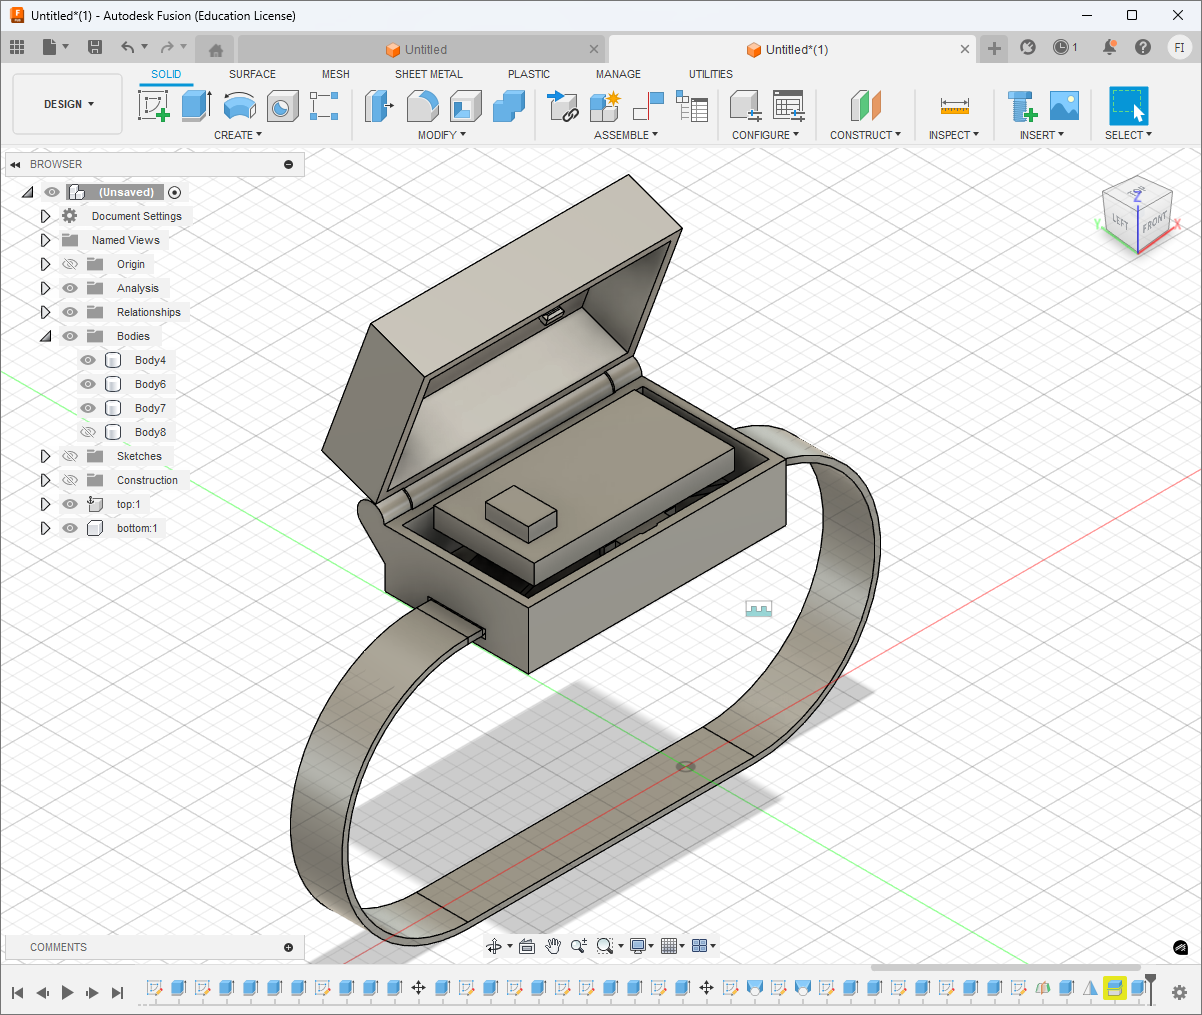 Untitled*(1) - Autodesk Fusion (Education License)
Untitled
Untitled*(1)
1
FI
DESIGN
SOLID
SURFACE
MESH
SHEET METAL
PLASTIC
MANAGE
UTILITIES
CREATE
MODIFY
ASSEMBLE
CONFIGURE
CONSTRUCT
INSPECT
INSERT
SELECT
BROWSER
(Unsaved)
Document Settings
Named Views
Origin
Analysis
Relationships
Bodies
Body4
Body6
Body7
Body8
Sketches
Construction
top:1
bottom:1
TOP
LEFT
FRONT
Z
Y
X
COMMENTS